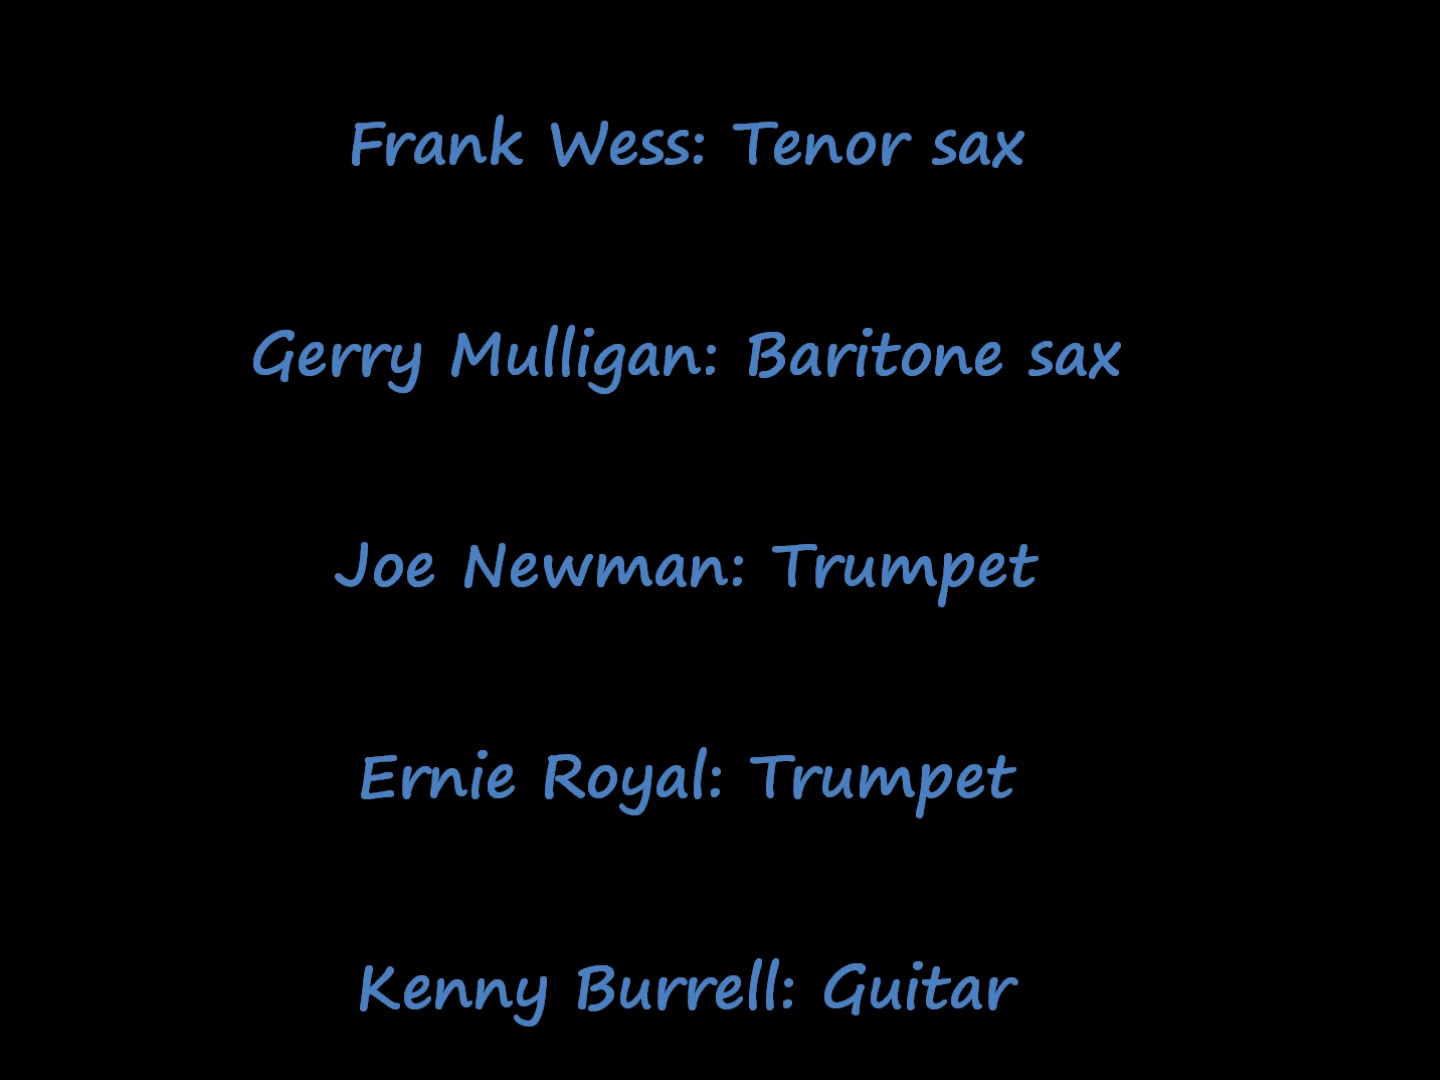 Frank Wess: Tenor sax
Gerry Mulligan: Baritone sax
Joe Newman: Trumpet
Ernie Royal: Trumpet
Kenny Burrell: Guitar